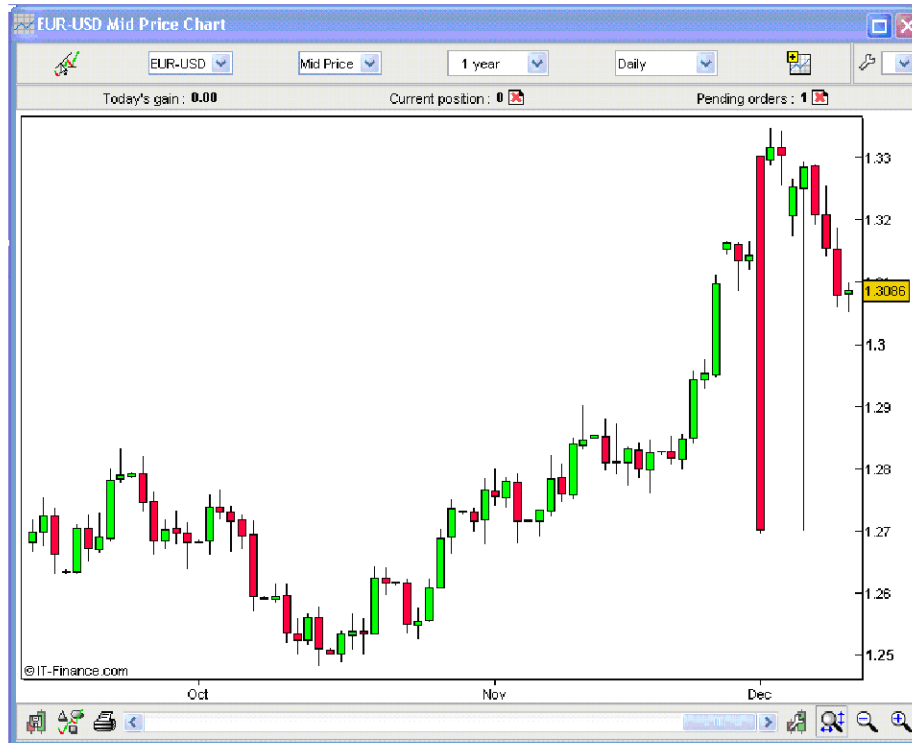 EUR-USD Mid Price Chart
EUR-USD Mid Price 1 year Daily
Today's gain : 0.00 Current position : 0 Pending orders : 1
1.33
1.32
1.3086
1.3
1.29
1.28
1.27
1.26
1.25
© IT-Finance.com
Oct Nov Dec